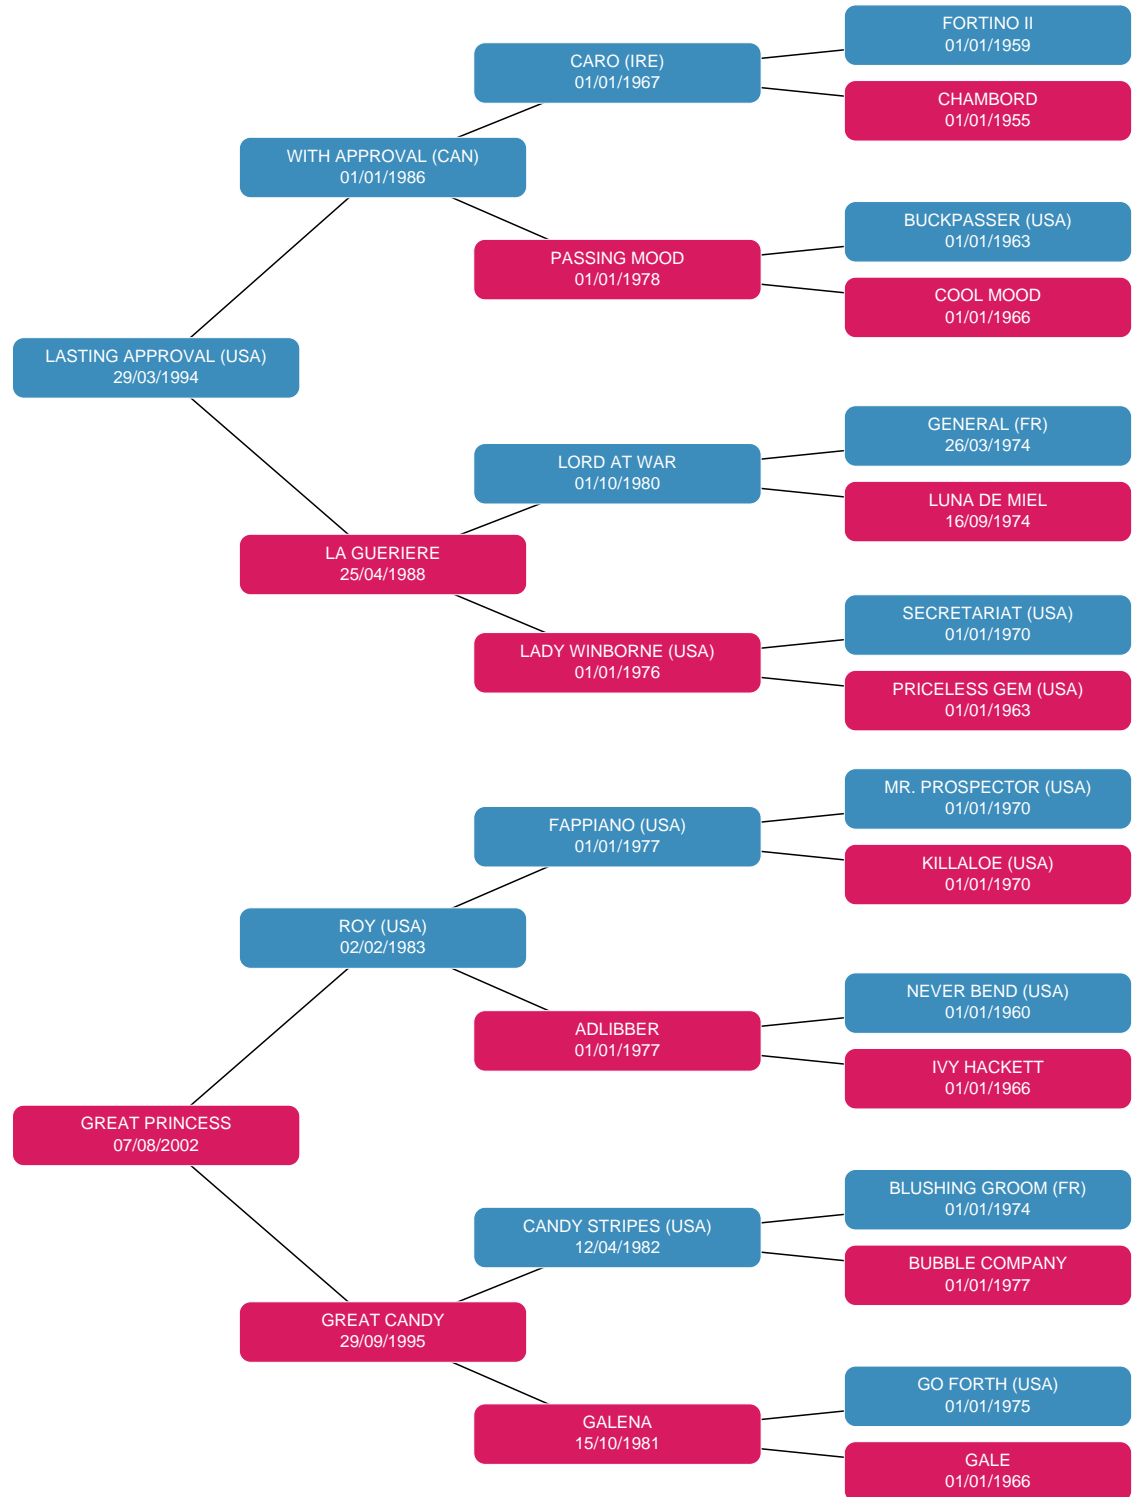 FORTINO II
01/01/1959
CARO (IRE)
01/01/1967
CHAMBORD
01/01/1955
WITH APPROVAL (CAN)
01/01/1986
BUCKPASSER (USA)
01/01/1963
PASSING MOOD
01/01/1978
COOL MOOD
01/01/1966
LASTING APPROVAL (USA)
29/03/1994
GENERAL (FR)
26/03/1974
LORD AT WAR
01/10/1980
LUNA DE MIEL
16/09/1974
LA GUERIERE
25/04/1988
SECRETARIAT (USA)
01/01/1970
LADY WINBORNE (USA)
01/01/1976
PRICELESS GEM (USA)
01/01/1963
MR. PROSPECTOR (USA)
01/01/1970
FAPPIANO (USA)
01/01/1977
KILLALOE (USA)
01/01/1970
ROY (USA)
02/02/1983
NEVER BEND (USA)
01/01/1960
ADLIBBER
01/01/1977
IVY HACKETT
01/01/1966
GREAT PRINCESS
07/08/2002
BLUSHING GROOM (FR)
01/01/1974
CANDY STRIPES (USA)
12/04/1982
BUBBLE COMPANY
01/01/1977
GREAT CANDY
29/09/1995
GO FORTH (USA)
01/01/1975
GALENA
15/10/1981
GALE
01/01/1966